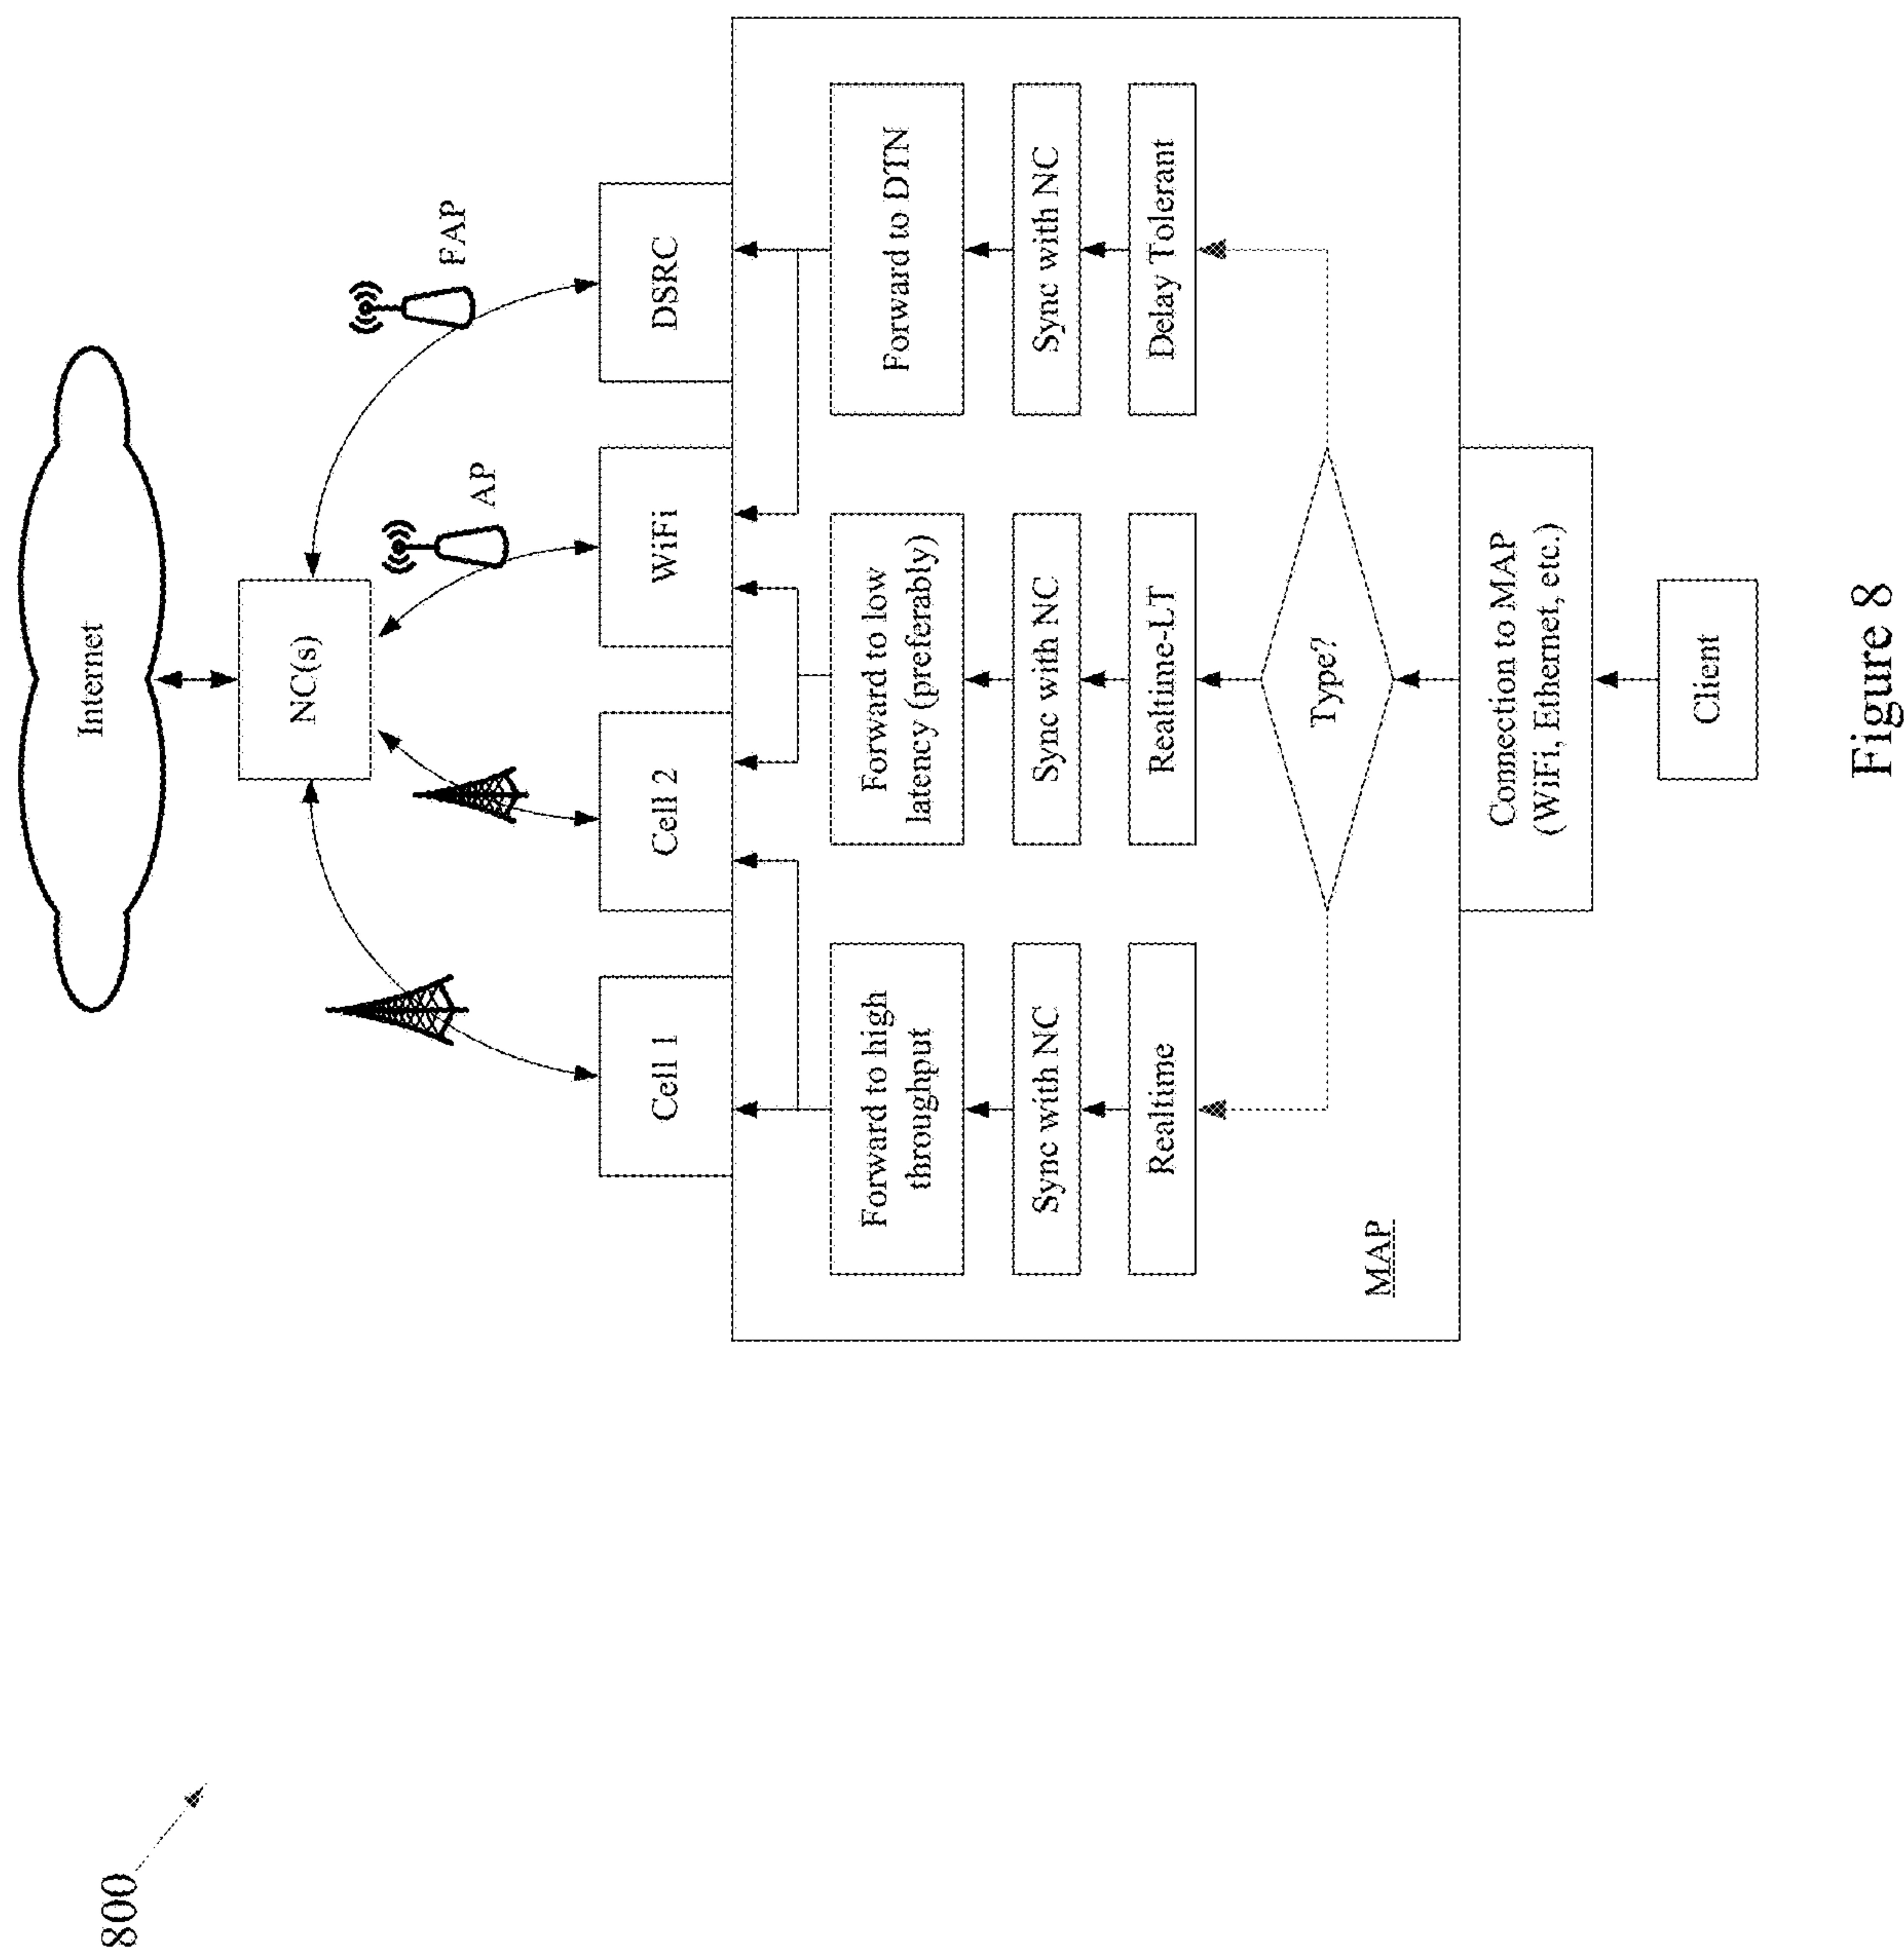 800
Internet
NC(s)
FAP
AP
Cell 1
Cell 2
WiFi
DSRC
Forward to high
throughput
Forward to low
latency (preferably)
Forward to DTN
Sync with NC
Sync with NC
Sync with NC
Realtime
Realtime-LT
Delay Tolerant
Type?
MAP
Connection to MAP
(WiFi, Ethernet, etc.)
Client
Figure 8